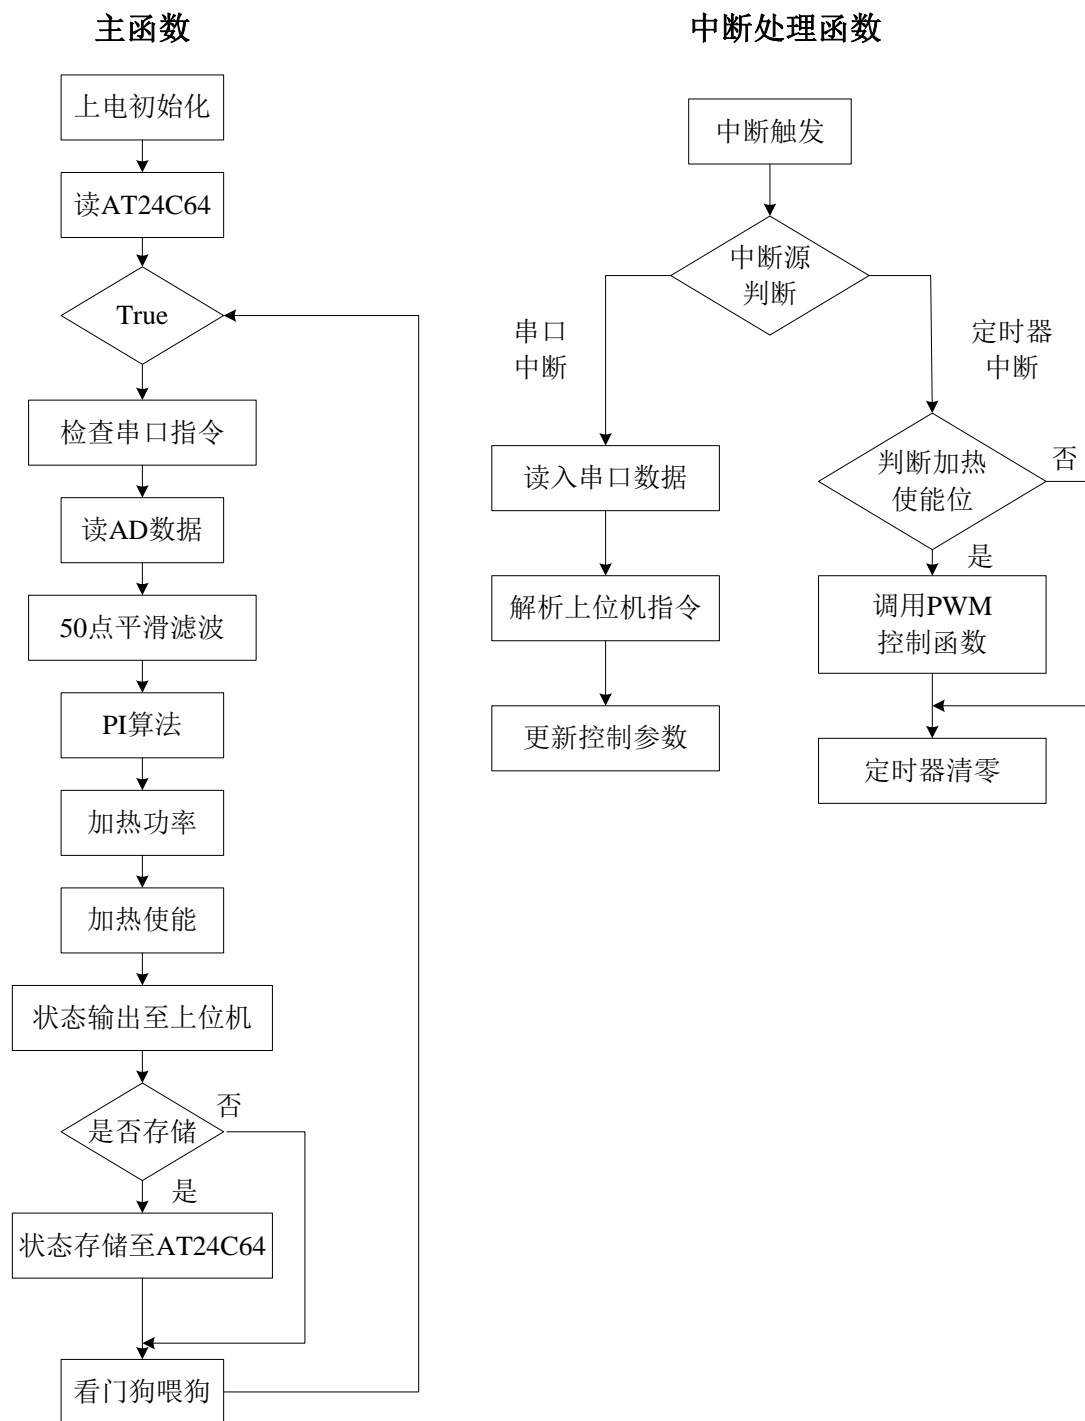 主函数
上电初始化
读AT24C64
True
检查串口指令
读AD数据
50点平滑滤波
PI算法
加热功率
加热使能
状态输出至上位机
是否存储
否
是
状态存储至AT24C64
看门狗喂狗
中断处理函数
中断触发
中断源
判断
串口
中断
定时器
中断
读入串口数据
解析上位机指令
更新控制参数
判断加热
使能位
否
是
调用PWM
控制函数
定时器清零